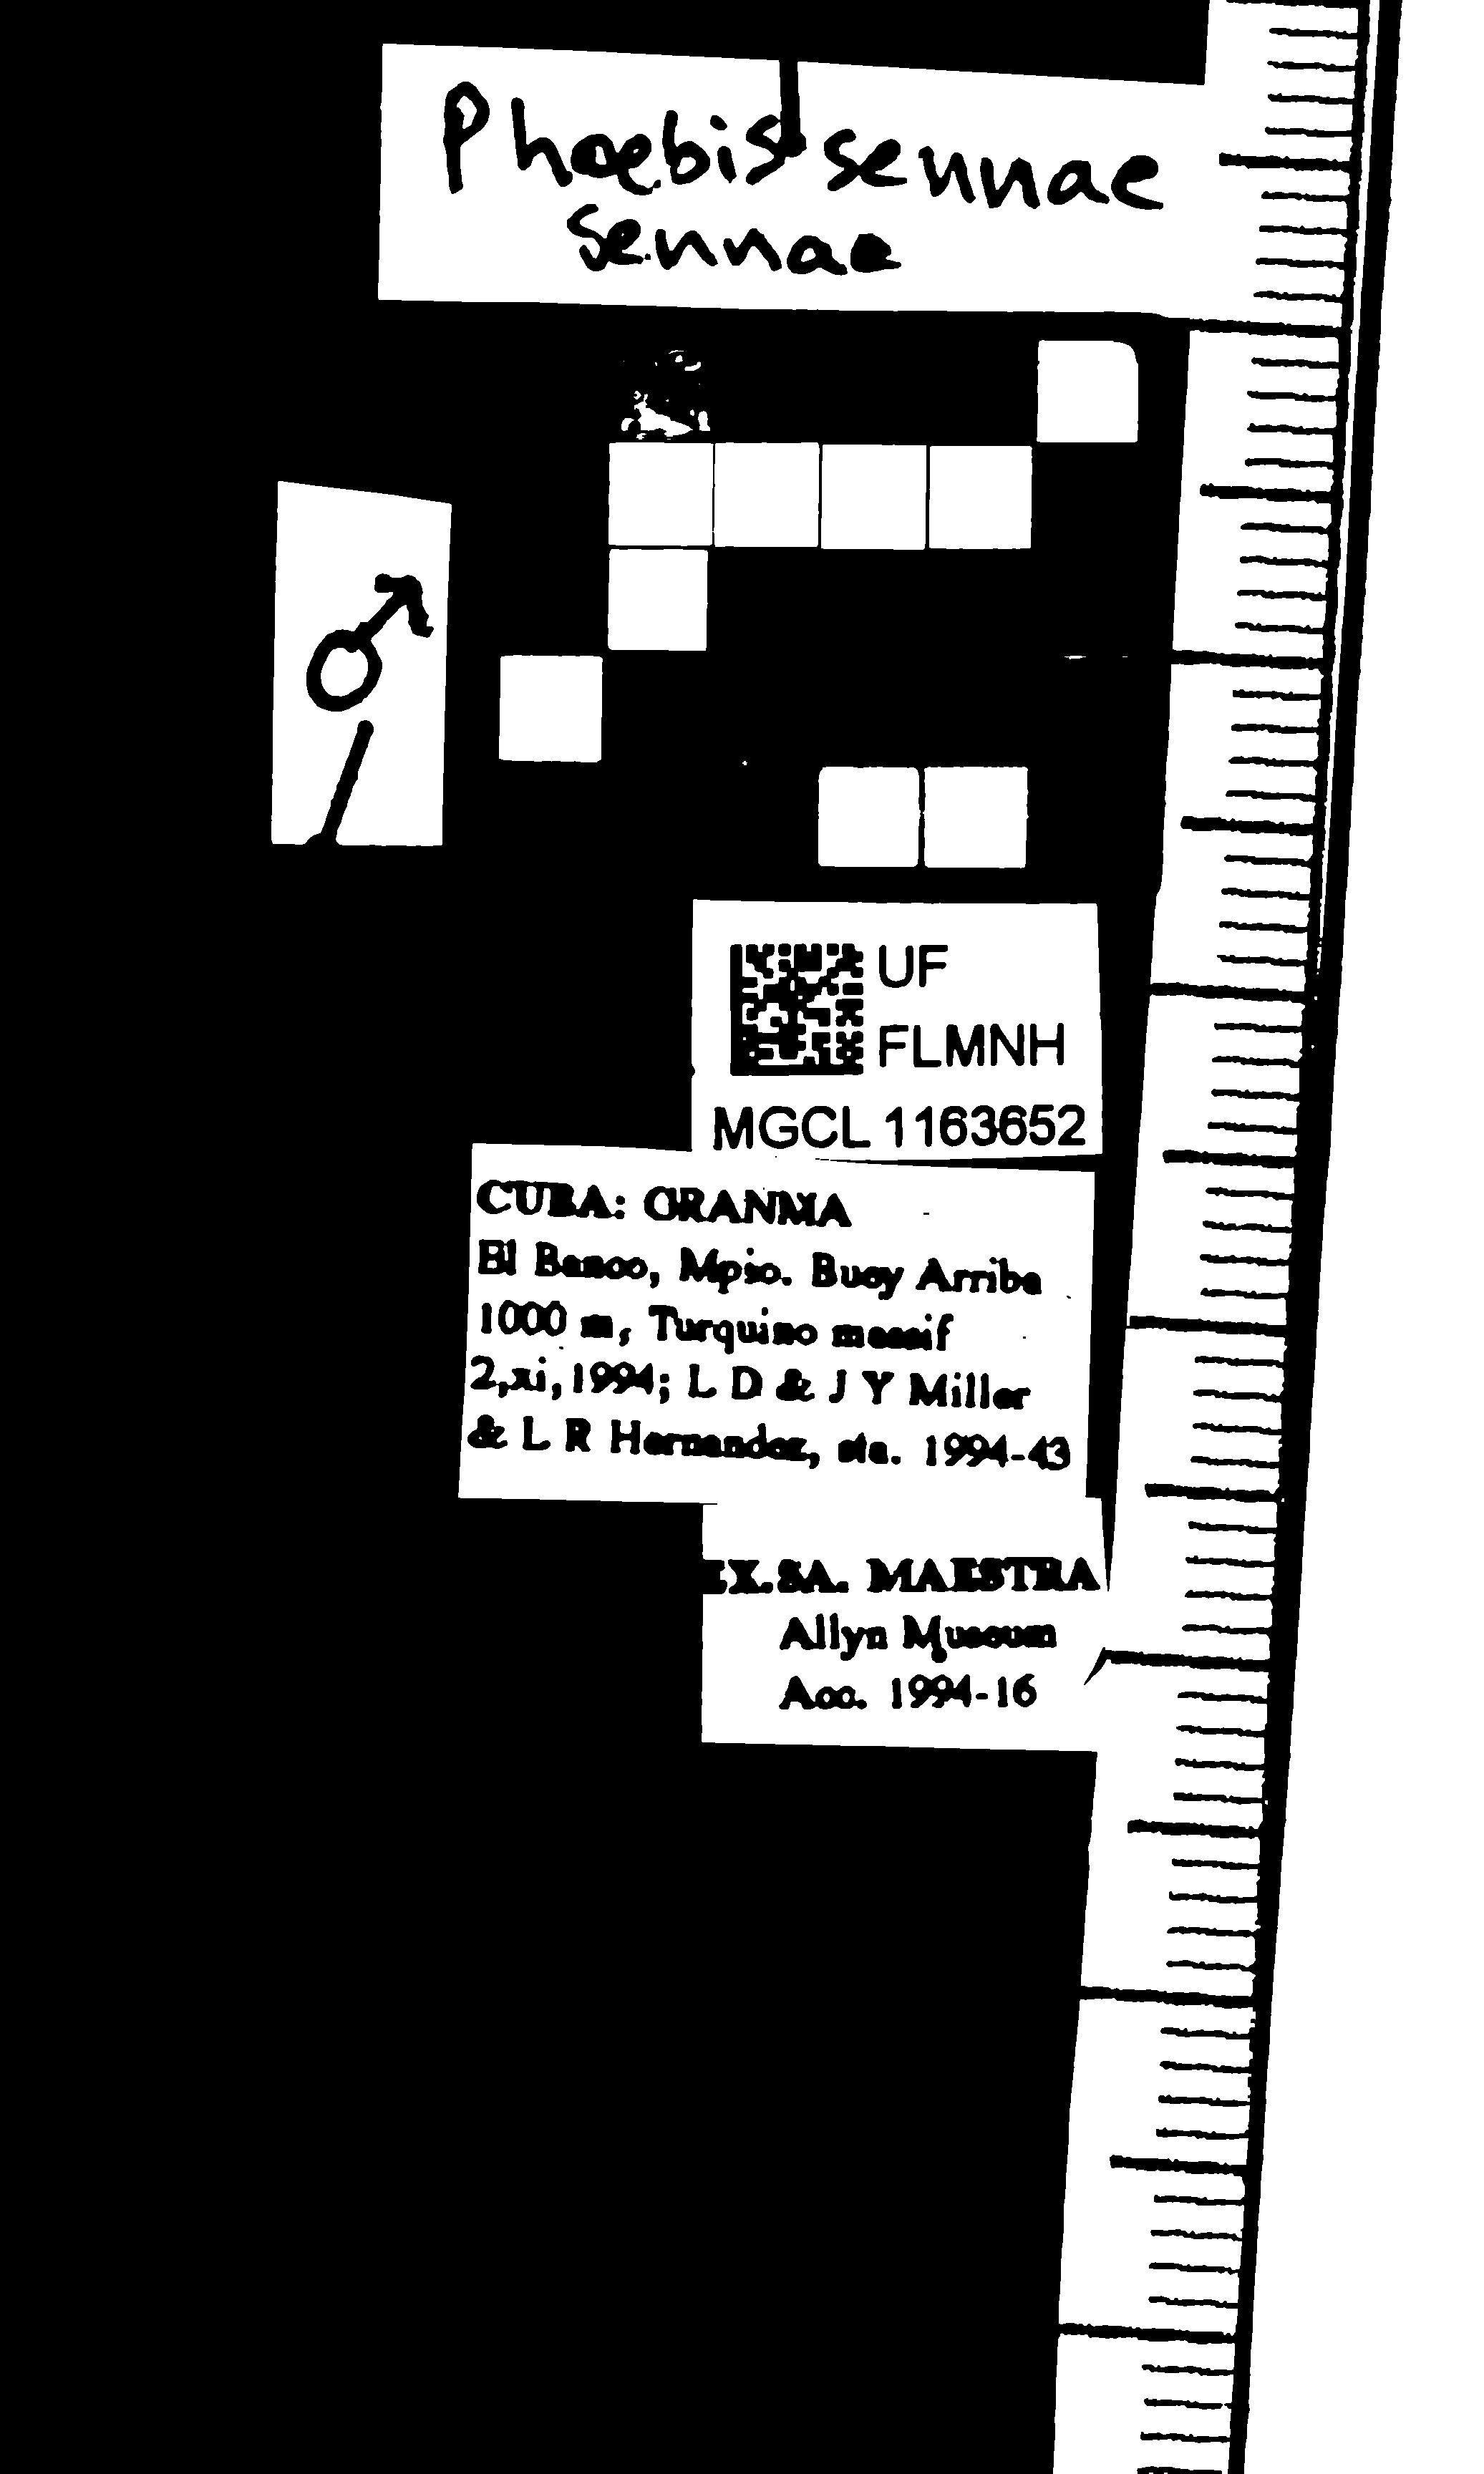 Phoebis sennae
sennae
♂
UF
FLMNH
MGCL 1163652
CUBA: GRANMA
El Banco, Mpio. Buey Arriba
1000 m, Turquino massif
2,xi,1994; L D & J Y Miller
& L R Hernandez, sta. 1994-43
EX.SA. MAESTRA
Allyn Museum
Acc. 1994-16